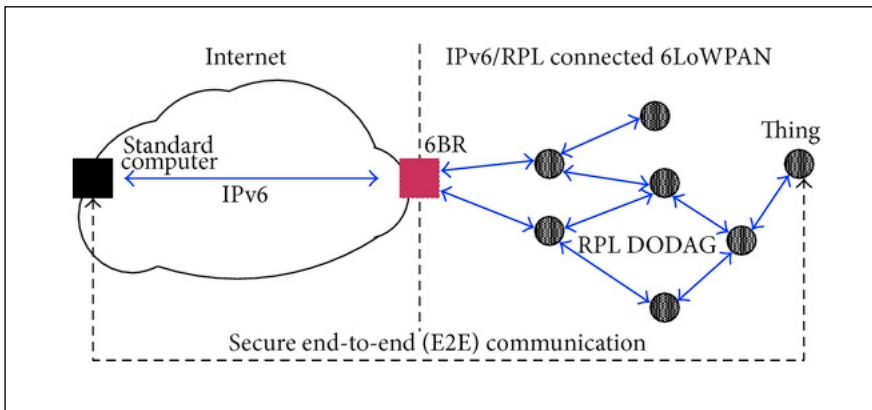 Internet
IPv6/RPL connected 6LoWPAN
Standard
computer
6BR
Thing
IPv6
RPL DODAG
Secure end-to-end (E2E) communication